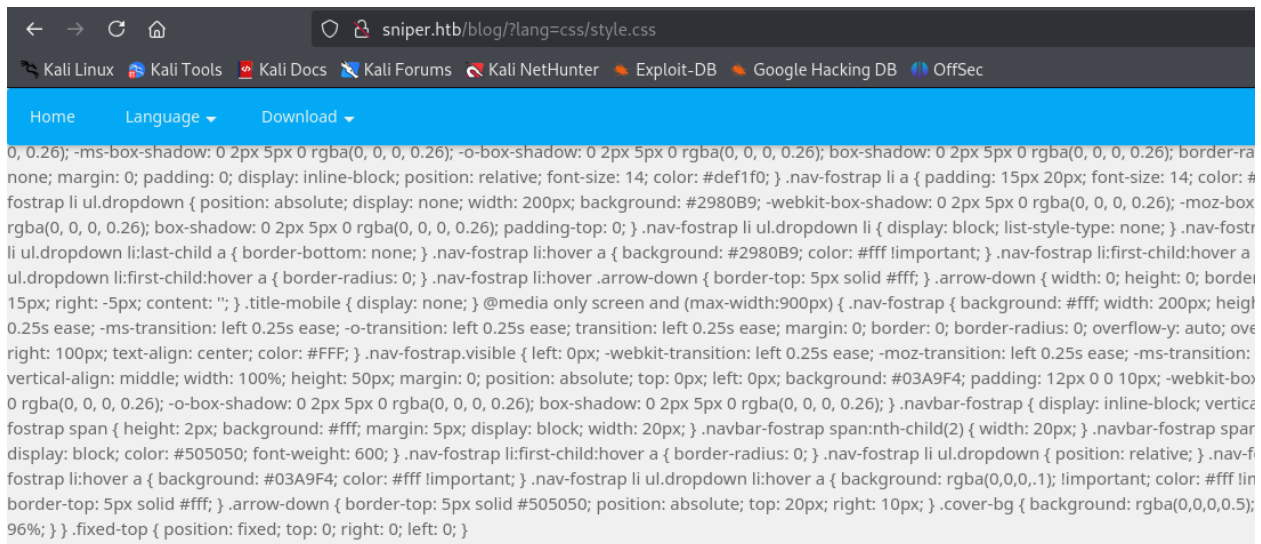 sniper.htb/blog/?lang=css/style.css
Kali Linux Kali Tools Kali Docs Kali Forums Kali NetHunter Exploit-DB Google Hacking DB OffSec
Home Language Download
0, 0.26); -ms-box-shadow: 0 2px 5px 0 rgba(0, 0, 0, 0.26); -o-box-shadow: 0 2px 5px 0 rgba(0, 0, 0, 0.26); box-shadow: 0 2px 5px 0 rgba(0, 0, 0, 0.26); border-ra
none; margin: 0; padding: 0; display: inline-block; position: relative; font-size: 14; color: #def1f0; } .nav-fostrap li a { padding: 15px 20px; font-size: 14; color: #
fostrap li ul.dropdown { position: absolute; display: none; width: 200px; background: #2980B9; -webkit-box-shadow: 0 2px 5px 0 rgba(0, 0, 0, 0.26); -moz-box
rgba(0, 0, 0, 0.26); box-shadow: 0 2px 5px 0 rgba(0, 0, 0, 0.26); padding-top: 0; } .nav-fostrap li ul.dropdown li { display: block; list-style-type: none; } .nav-fostr
li ul.dropdown li:last-child a { border-bottom: none; } .nav-fostrap li:hover a { background: #2980B9; color: #fff !important; } .nav-fostrap li:first-child:hover a
ul.dropdown li:first-child:hover a { border-radius: 0; } .nav-fostrap li:hover .arrow-down { border-top: 5px solid #fff; } .arrow-down { width: 0; height: 0; border
15px; right: -5px; content: ''; } .title-mobile { display: none; } @media only screen and (max-width:900px) { .nav-fostrap { background: #fff; width: 200px; heigh
0.25s ease; -ms-transition: left 0.25s ease; -o-transition: left 0.25s ease; transition: left 0.25s ease; margin: 0; border: 0; border-radius: 0; overflow-y: auto; ove
right: 100px; text-align: center; color: #FFF; } .nav-fostrap.visible { left: 0px; -webkit-transition: left 0.25s ease; -moz-transition: left 0.25s ease; -ms-transition:
vertical-align: middle; width: 100%; height: 50px; margin: 0; position: absolute; top: 0px; left: 0px; background: #03A9F4; padding: 12px 0 0 10px; -webkit-box
0 rgba(0, 0, 0, 0.26); -o-box-shadow: 0 2px 5px 0 rgba(0, 0, 0, 0.26); box-shadow: 0 2px 5px 0 rgba(0, 0, 0, 0.26); } .navbar-fostrap { display: inline-block; vertica
fostrap span { height: 2px; background: #fff; margin: 5px; display: block; width: 20px; } .navbar-fostrap span:nth-child(2) { width: 20px; } .navbar-fostrap spar
display: block; color: #505050; font-weight: 600; } .nav-fostrap li:first-child:hover a { border-radius: 0; } .nav-fostrap li ul.dropdown { position: relative; } .nav-f
fostrap li:hover a { background: #03A9F4; color: #fff !important; } .nav-fostrap li ul.dropdown li:hover a { background: rgba(0,0,0,.1); !important; color: #fff !in
border-top: 5px solid #fff; } .arrow-down { border-top: 5px solid #505050; position: absolute; top: 20px; right: 10px; } .cover-bg { background: rgba(0,0,0,0.5);
96%; } } .fixed-top { position: fixed; top: 0; right: 0; left: 0; }